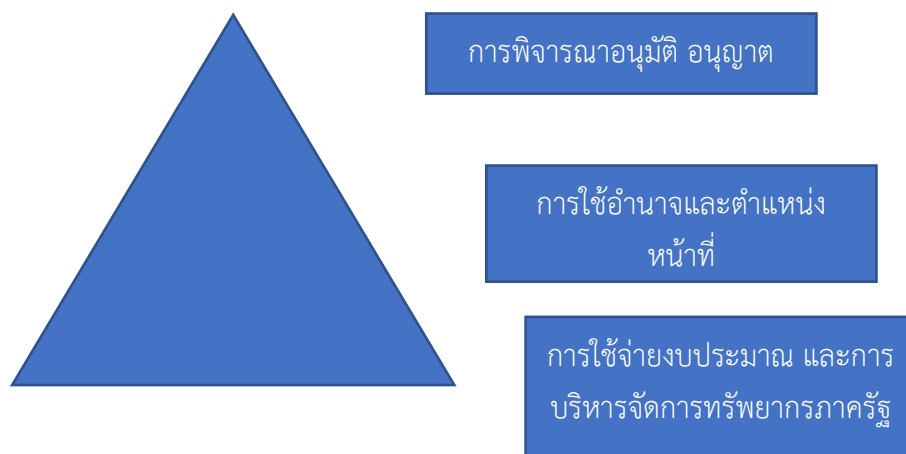 การพิจารณาอนุมัติ อนุญาต
การใช้อำนาจและตำแหน่ง
หน้าที่
การใช้จ่ายงบประมาณ และการ
บริหารจัดการทรัพยากรภาครัฐ